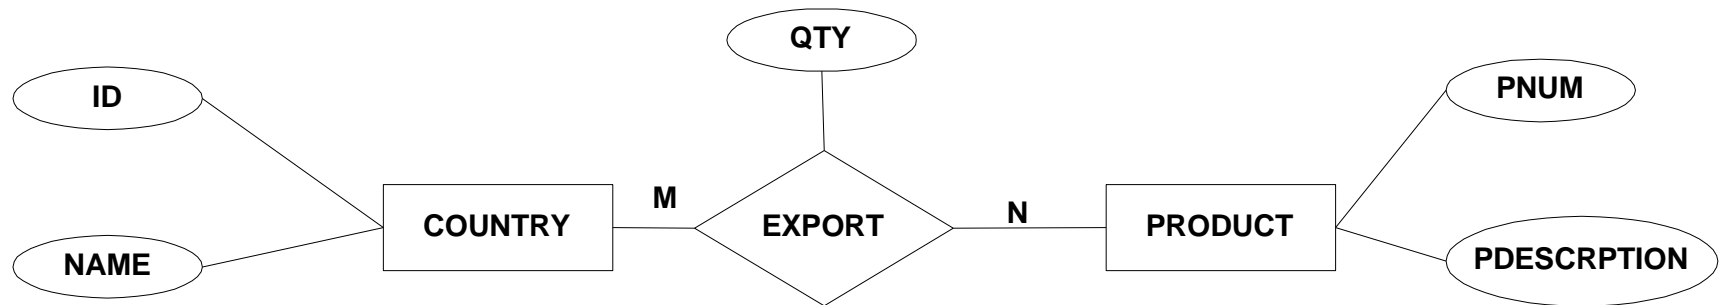 QTY
ID
PNUM
M
N
COUNTRY
EXPORT
PRODUCT
NAME
PDESCRPTION